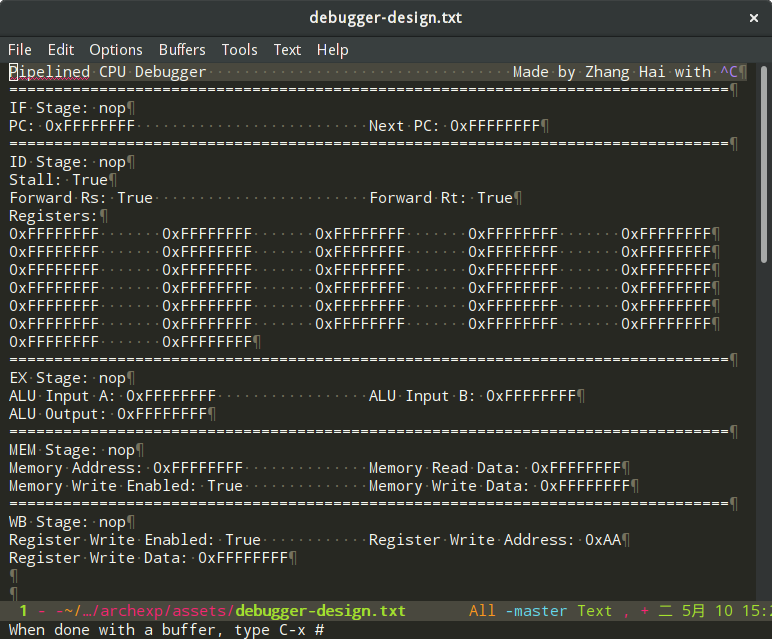 debugger-design.txt ×
File Edit Options Buffers Tools Text Help
Pipelined CPU Debugger Made by Zhang Hai with ^C
================================================================================
IF Stage: nop
PC: 0xFFFFFFFF Next PC: 0xFFFFFFFF
================================================================================
ID Stage: nop
Stall: True
Forward Rs: True Forward Rt: True
Registers:
0xFFFFFFFF 0xFFFFFFFF 0xFFFFFFFF 0xFFFFFFFF 0xFFFFFFFF
0xFFFFFFFF 0xFFFFFFFF 0xFFFFFFFF 0xFFFFFFFF 0xFFFFFFFF
0xFFFFFFFF 0xFFFFFFFF 0xFFFFFFFF 0xFFFFFFFF 0xFFFFFFFF
0xFFFFFFFF 0xFFFFFFFF 0xFFFFFFFF 0xFFFFFFFF 0xFFFFFFFF
0xFFFFFFFF 0xFFFFFFFF 0xFFFFFFFF 0xFFFFFFFF 0xFFFFFFFF
0xFFFFFFFF 0xFFFFFFFF 0xFFFFFFFF 0xFFFFFFFF 0xFFFFFFFF
0xFFFFFFFF 0xFFFFFFFF
================================================================================
EX Stage: nop
ALU Input A: 0xFFFFFFFF ALU Input B: 0xFFFFFFFF
ALU Output: 0xFFFFFFFF
================================================================================
MEM Stage: nop
Memory Address: 0xFFFFFFFF Memory Read Data: 0xFFFFFFFF
Memory Write Enabled: True Memory Write Data: 0xFFFFFFFF
================================================================================
WB Stage: nop
Register Write Enabled: True Register Write Address: 0xAA
Register Write Data: 0xFFFFFFFF
1 - -~/…/archexp/assets/debugger-design.txt All -master Text , + 二 5月 10 15:
When done with a buffer, type C-x #